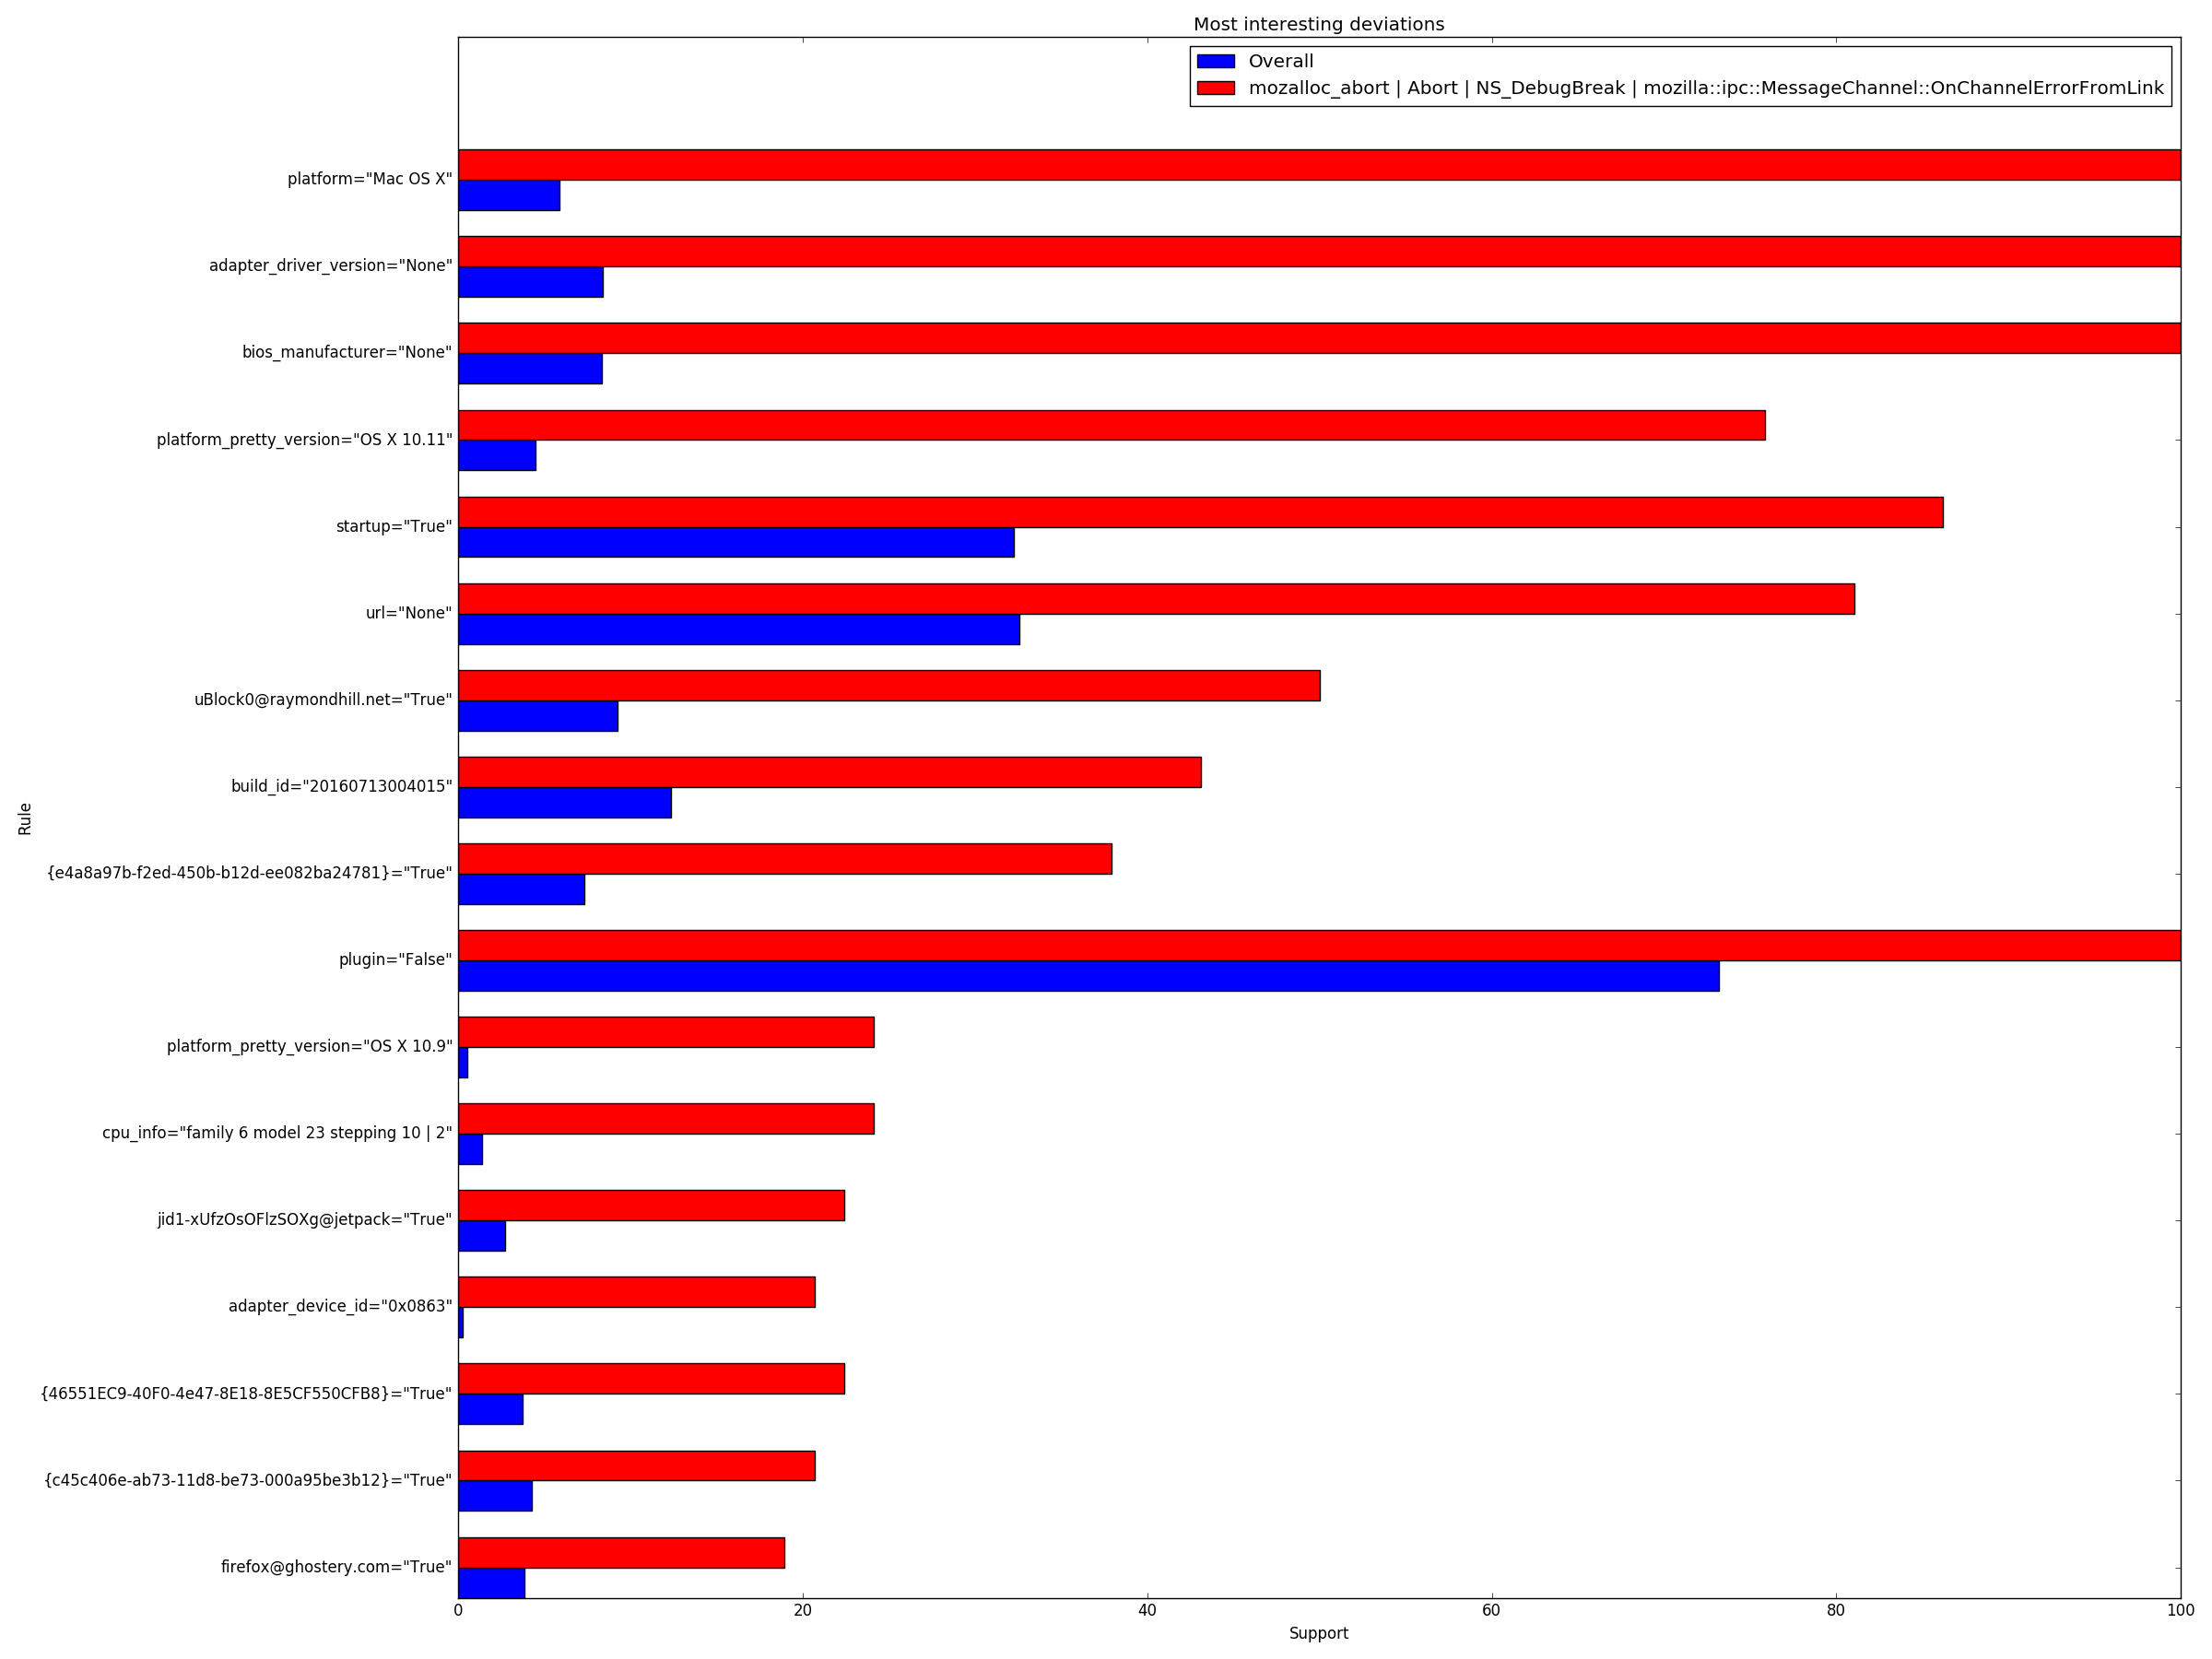 Most interesting deviations
Overall
mozalloc_abort | Abort | NS_DebugBreak | mozilla::ipc::MessageChannel::OnChannelErrorFromLink
platform="Mac OS X"
adapter_driver_version="None"
bios_manufacturer="None"
platform_pretty_version="OS X 10.11"
startup="True"
url="None"
uBlock0@raymondhill.net="True"
build_id="20160713004015"
{e4a8a97b-f2ed-450b-b12d-ee082ba24781}="True"
plugin="False"
platform_pretty_version="OS X 10.9"
cpu_info="family 6 model 23 stepping 10 | 2"
jid1-xUfzOsOFlzSOXg@jetpack="True"
adapter_device_id="0x0863"
{46551EC9-40F0-4e47-8E18-8E5CF550CFB8}="True"
{c45c406e-ab73-11d8-be73-000a95be3b12}="True"
firefox@ghostery.com="True"
Rule
0 20 40 60 80 100
Support